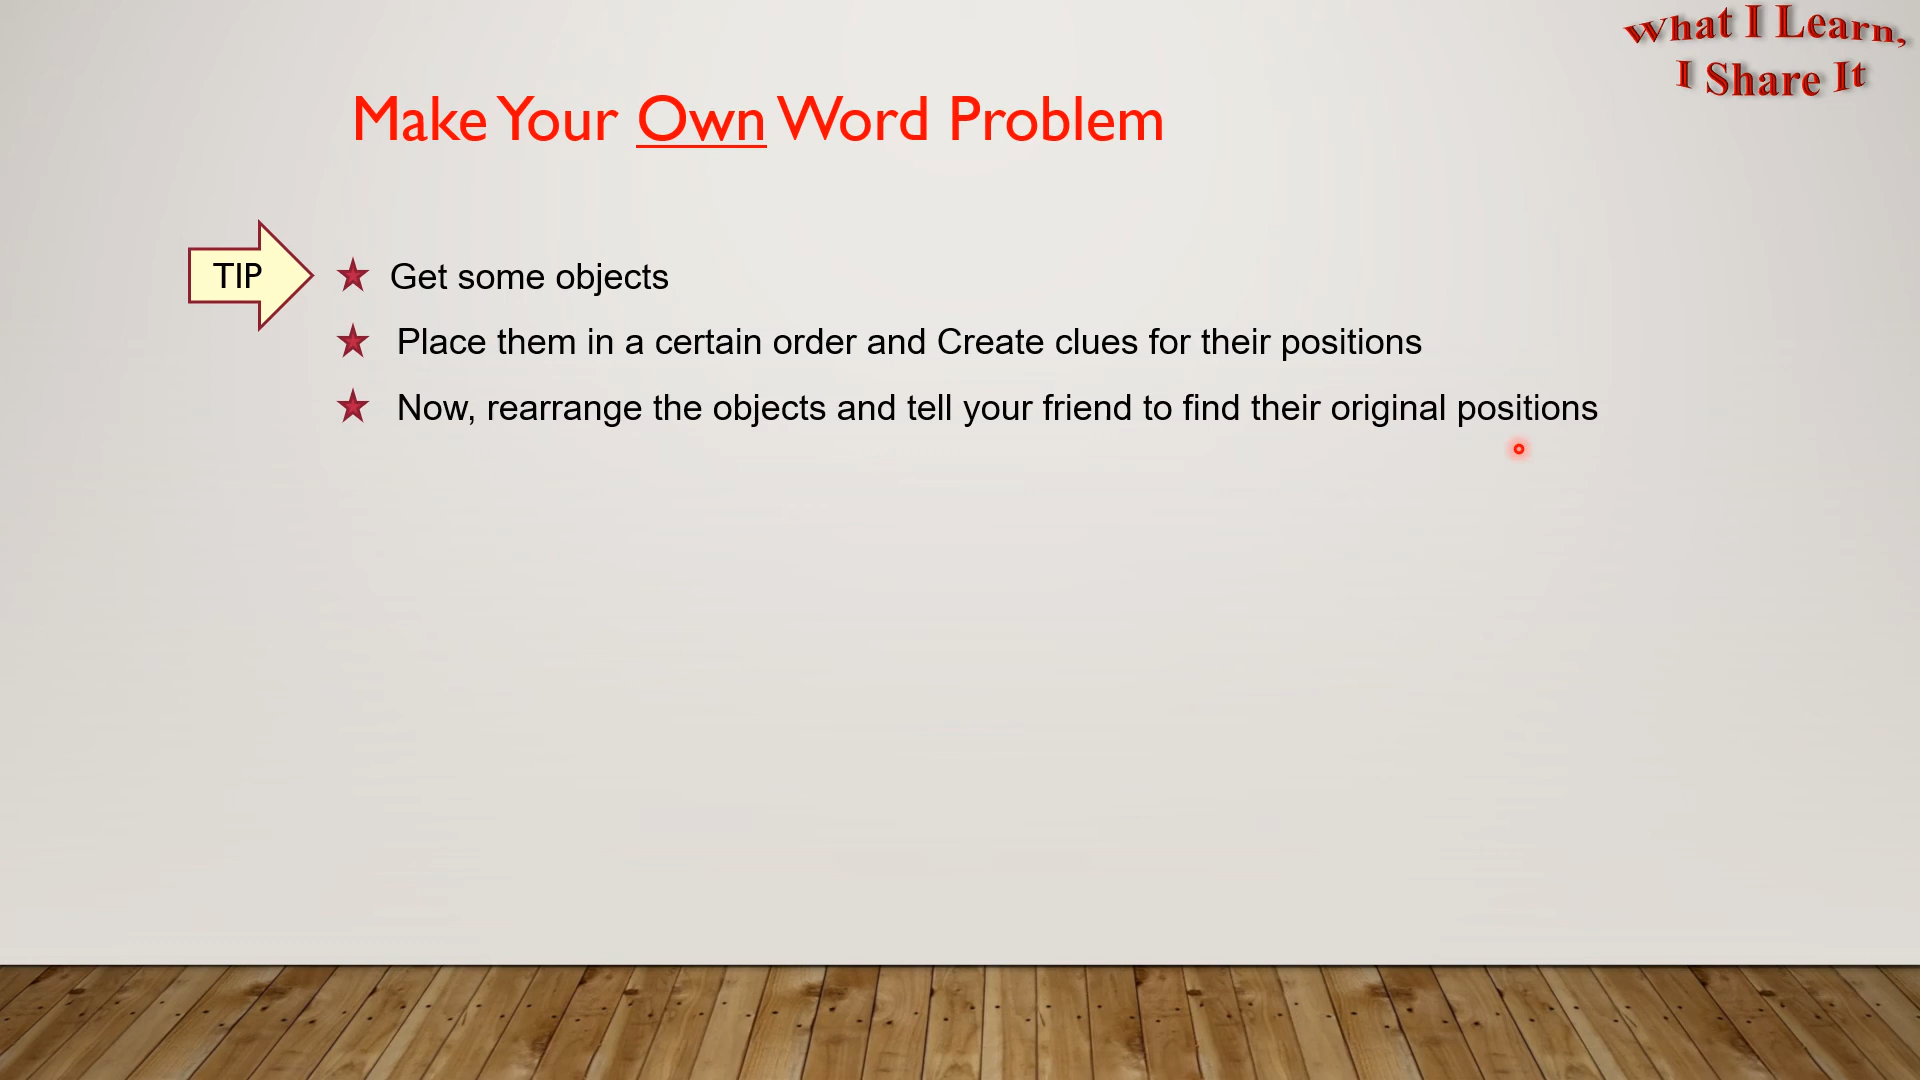 What I Learn,
I Share It
Make Your Own Word Problem
TIP
Get some objects
Place them in a certain order and Create clues for their positions
Now, rearrange the objects and tell your friend to find their original positions